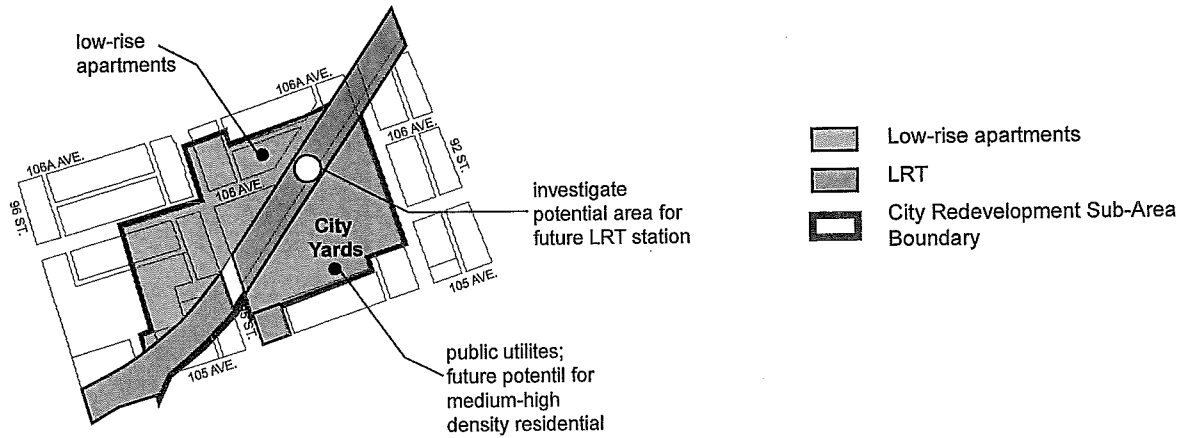 low-rise
apartments
106A AVE.
106A AVE.
106 AVE.
92 ST.
96 ST.
106 AVE.
City
Yards
investigate
potential area for
future LRT station
105 AVE.
105 AVE.
public utilites;
future potentil for
medium-high
density residential
Low-rise apartments
LRT
City Redevelopment Sub-Area
Boundary